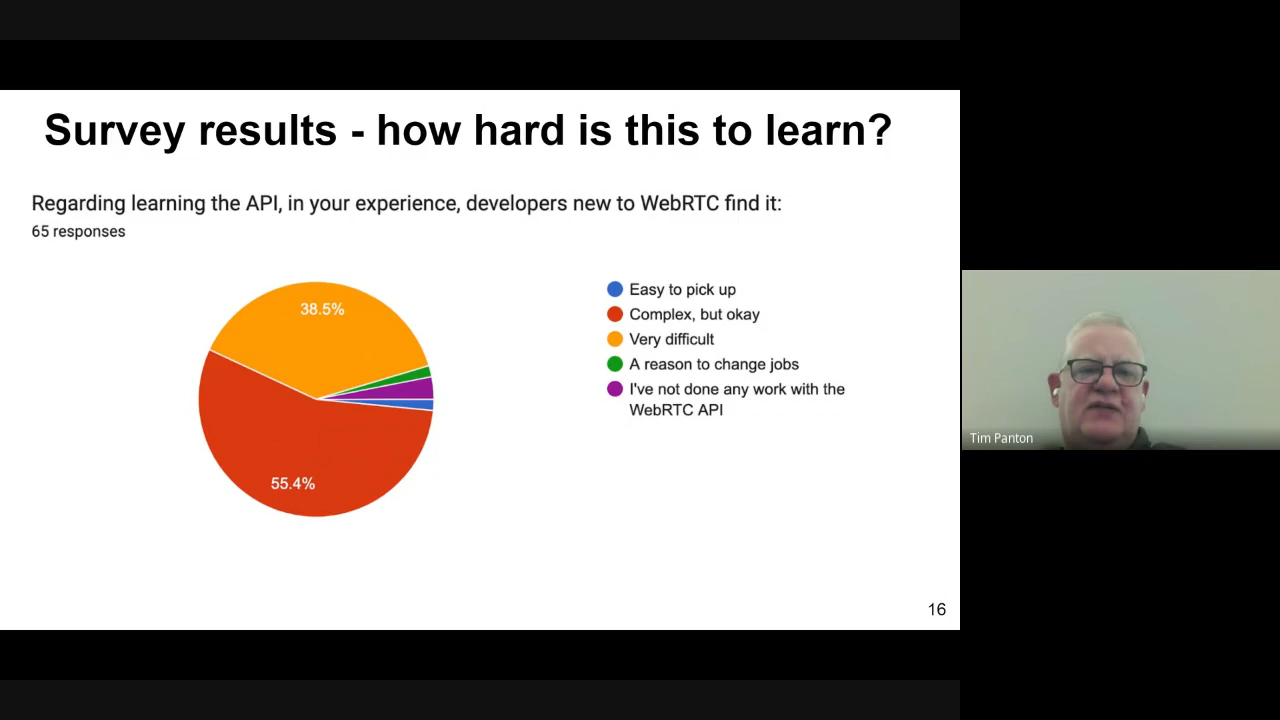 Survey results - how hard is this to learn?
Regarding learning the API, in your experience, developers new to WebRTC find it:
65 responses
38.5%
55.4%
Easy to pick up
Complex, but okay
Very difficult
A reason to change jobs
I've not done any work with the
WebRTC API
16
Tim Panton